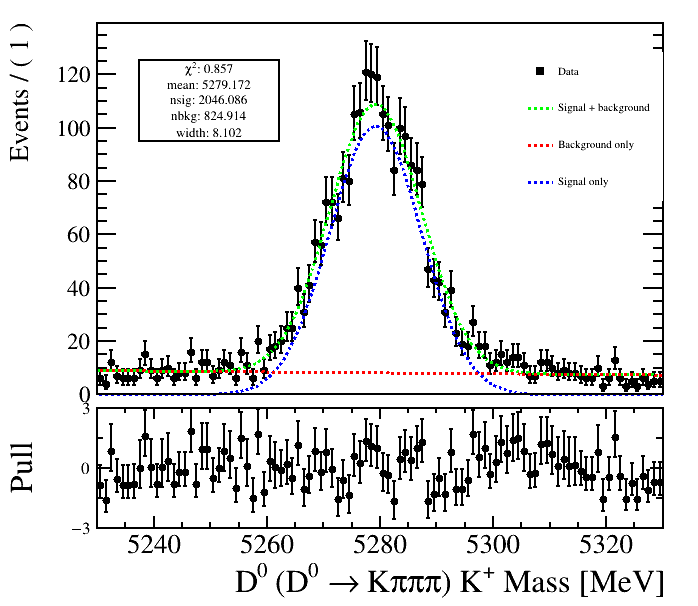 Events / ( 1 )
120
100
80
60
40
20
0
χ²: 0.857
mean: 5279.172
nsig: 2046.086
nbkg: 824.914
width: 8.102
Data
Signal + background
Background only
Signal only
Pull
3
0
−3
5240 5260 5280 5300 5320
D⁰ (D⁰ → Kπππ) K⁺ Mass [MeV]